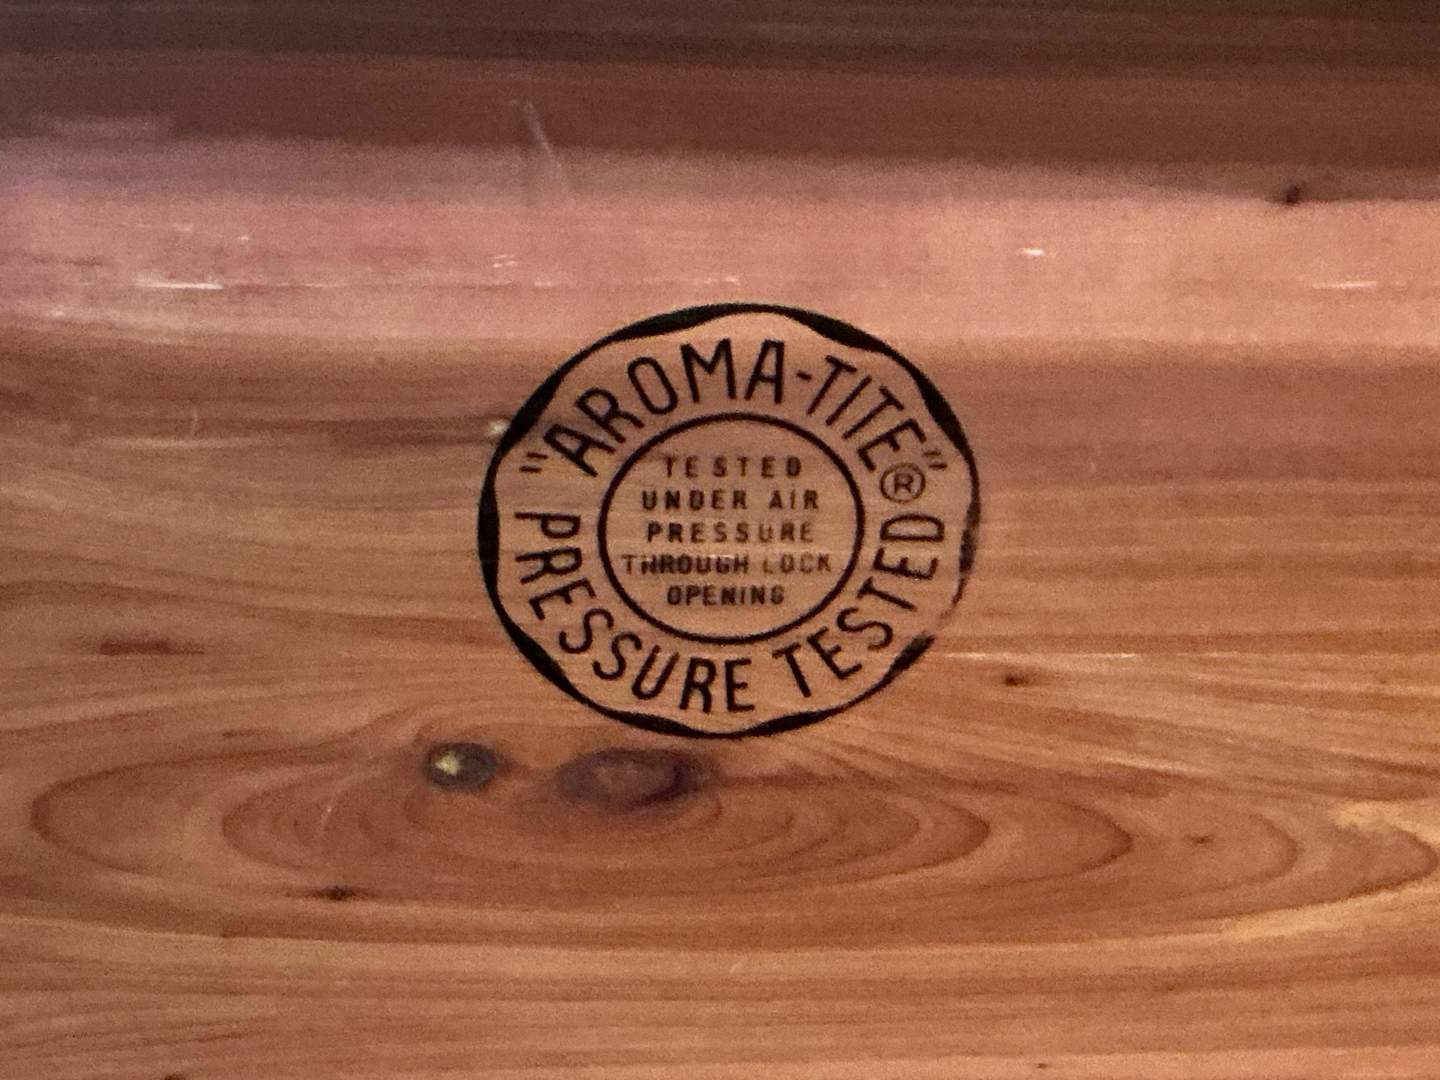 "AROMA-TITE"®
TESTED
UNDER AIR
PRESSURE
THROUGH LOCK
OPENING
PRESSURE TESTED